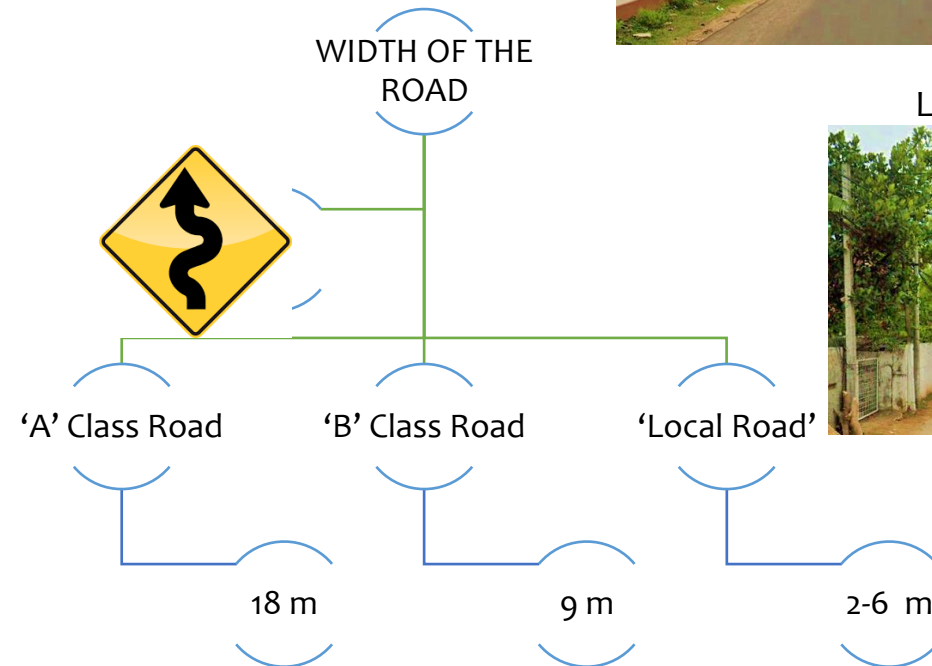 WIDTH OF THE
ROAD
L
‘A’ Class Road
‘B’ Class Road
‘Local Road’
18 m
9 m
2-6 m